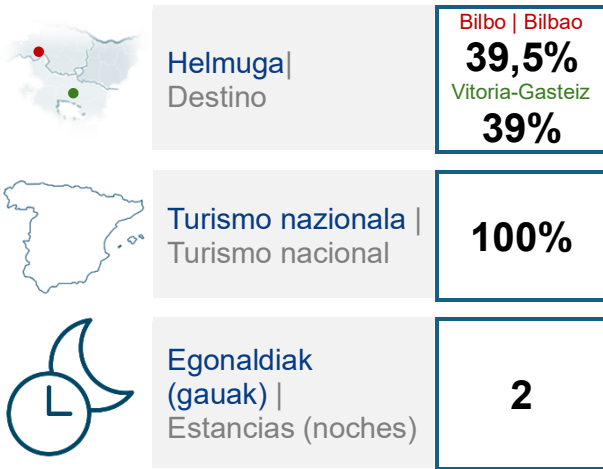 Helmuga|
Destino
Bilbo | Bilbao
39,5%
Vitoria-Gasteiz
39%
Turismo nazionala |
Turismo nacional
100%
Egonaldiak
(gauak) |
Estancias (noches)
2